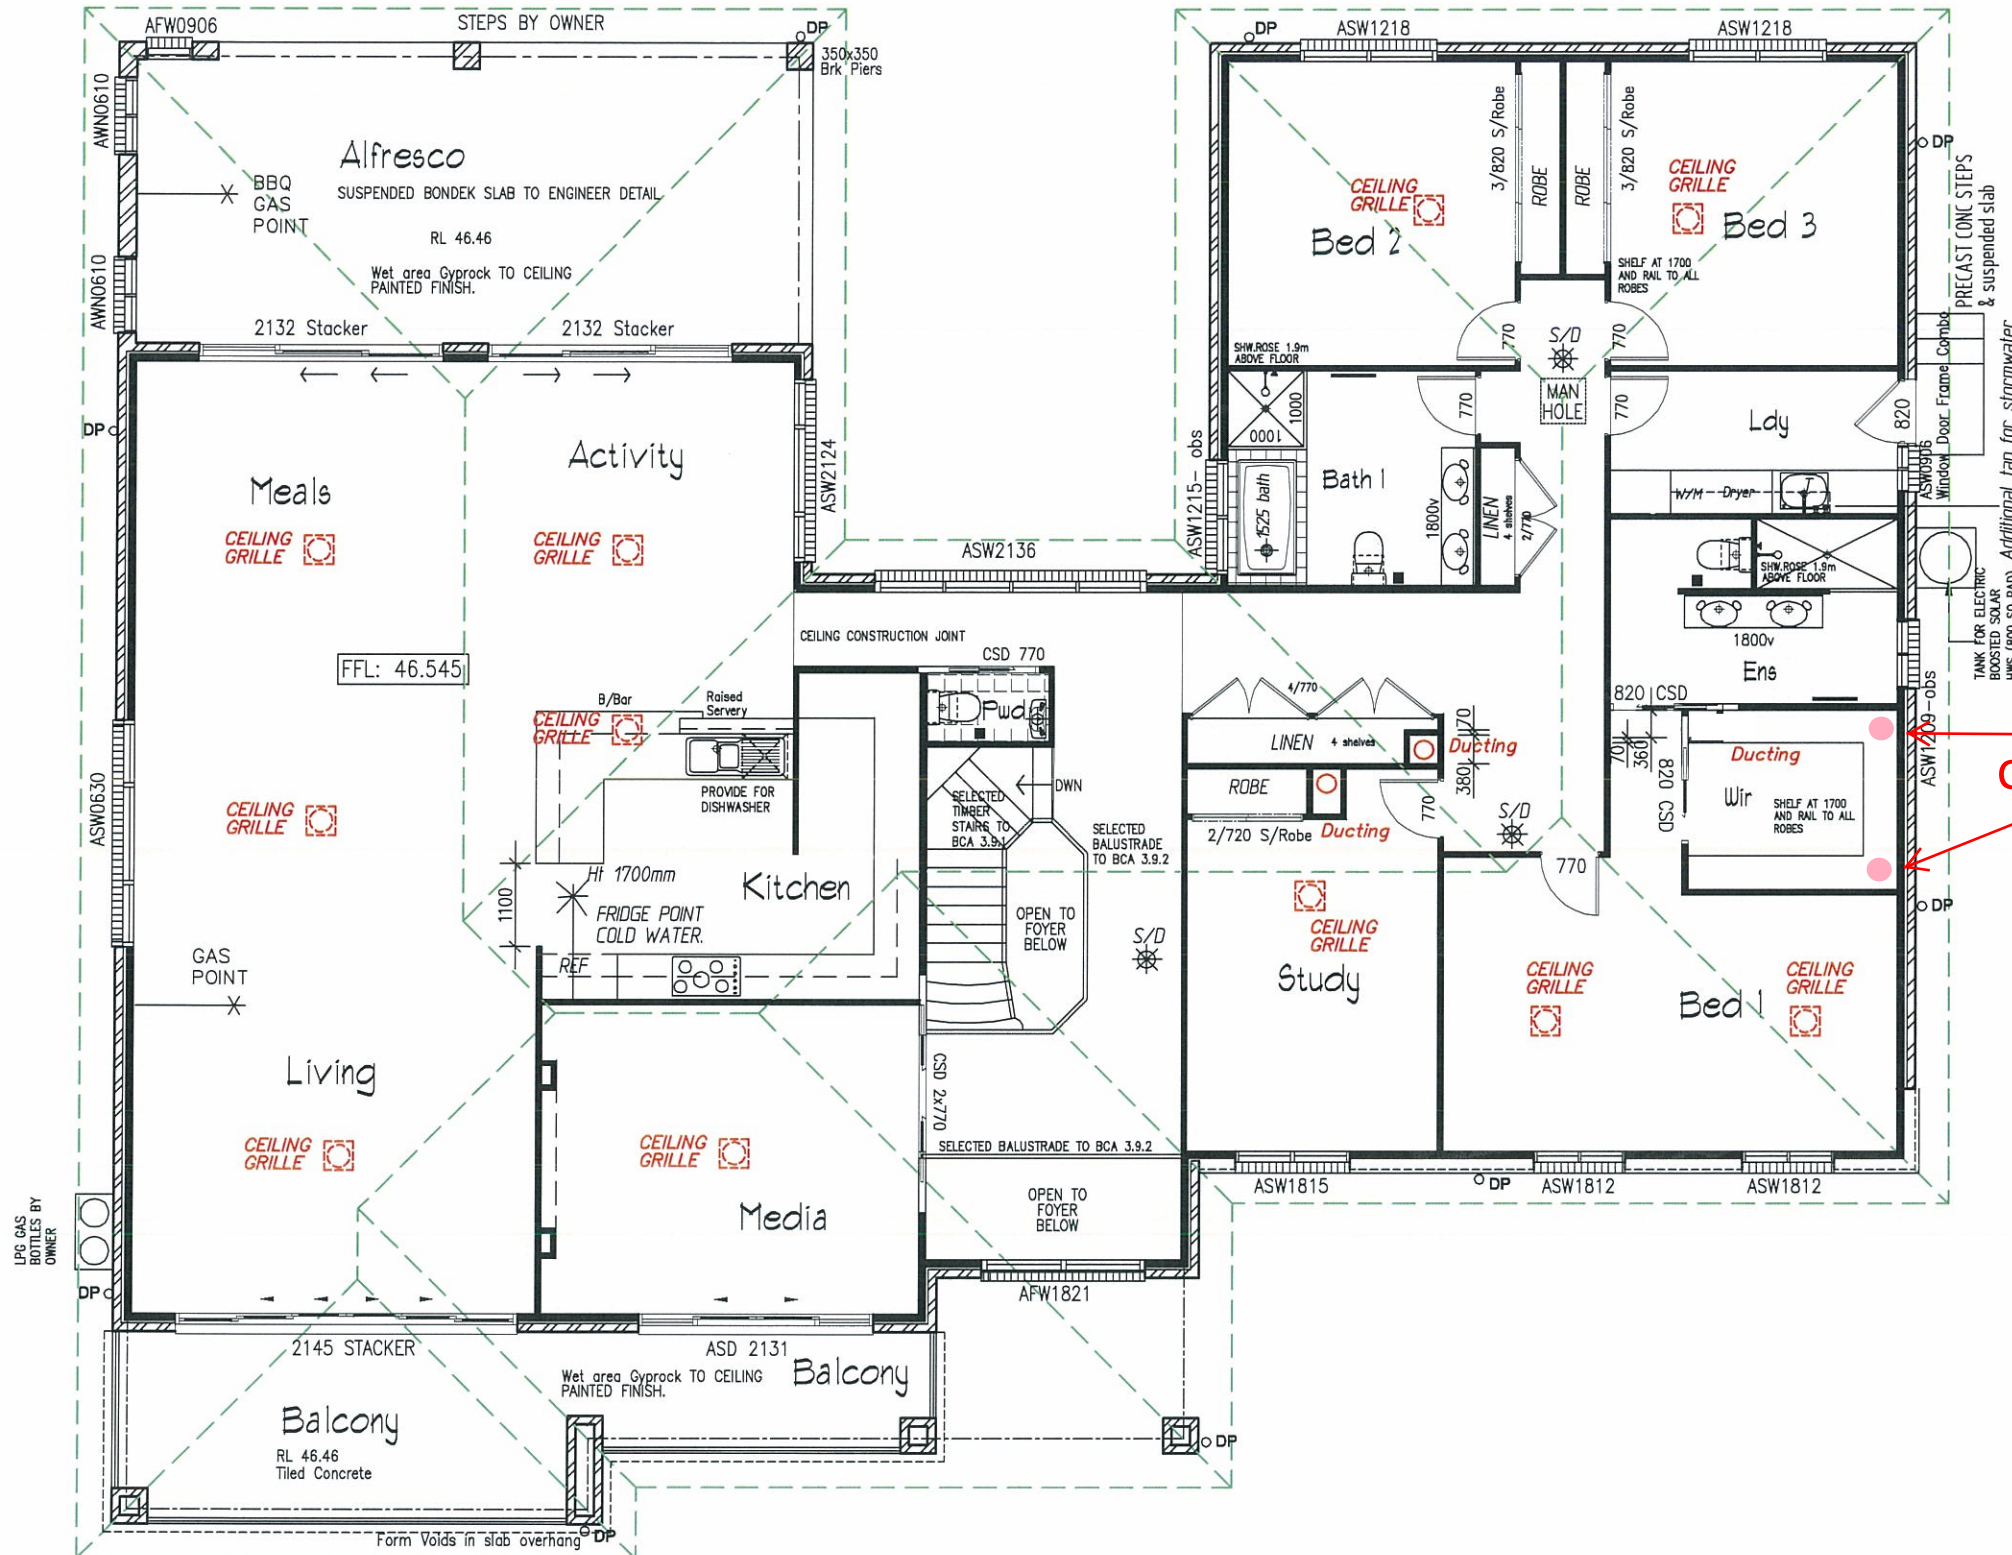 AFW0906
STEPS BY OWNER
DP
350x350
Brk Piers
AWN0610
Alfresco
SUSPENDED BONDEK SLAB TO ENGINEER DETAIL
BBQ
GAS
POINT
RL 46.46
Wet area Gyprock TO CEILING
PAINTED FINISH.
AWN0610
2132 Stacker
2132 Stacker
DP
ASW1218
ASW1218
DP
3/820 S/Robe
ROBE
ROBE
3/820 S/Robe
CEILING
GRILLE
Bed 2
CEILING
GRILLE
Bed 3
SHELF AT 1700
AND RAIL TO ALL
ROBES
PRECAST CONC STEPS
& suspended slab
770
S/D
770
SHW.ROSE 1.9m
ABOVE FLOOR
MAN
HOLE
1000
1000
770
770
Ldy
820
Window Door Frame Combo
ASW0906
Additional tap for stormwater
DP
Meals
Activity
ASW2124
CEILING
GRILLE
CEILING
GRILLE
ASW2136
ASW1215- obs
1525 bath
Bath 1
1800v
LINEN
4 shelves
2/770
W/M
Dryer
SHW.ROSE 1.9m
ABOVE FLOOR
1800v
Ens
TANK FOR ELECTRIC
BOOSTED SOLAR
CEILING CONSTRUCTION JOINT
CSD 770
FFL: 46.545
B/Bar
Raised
Servery
CEILING
GRILLE
Pwd
4/770
LINEN
4 shelves
70
380
Ducting
820
CSD
70
360
820 CSD
Ducting
Wir
SHELF AT 1700
AND RAIL TO ALL
ROBES
ASW1209-obs
ASW0630
CEILING
GRILLE
PROVIDE FOR
DISHWASHER
SELECTED
TIMBER
STAIRS TO
BCA 3.9.1
DWN
SELECTED
BALUSTRADE
TO BCA 3.9.2
ROBE
2/720 S/Robe
Ducting
770
S/D
770
DP
1100
Ht 1700mm
FRIDGE POINT
COLD WATER.
Kitchen
OPEN TO
FOYER
BELOW
S/D
CEILING
GRILLE
Study
GAS
POINT
REF
CEILING
GRILLE
Bed 1
CEILING
GRILLE
Living
CSD 2x770
CEILING
GRILLE
CEILING
GRILLE
Media
SELECTED BALUSTRADE TO BCA 3.9.2
OPEN TO
FOYER
BELOW
ASW1815
DP
ASW1812
ASW1812
LPG GAS
BOTTLES BY
OWNER
DP
AFW1821
2145 STACKER
ASD 2131
Wet area Gyprock TO CEILING
PAINTED FINISH.
Balcony
Balcony
RL 46.46
Tiled Concrete
DP
Form Voids in slab overhang
DP